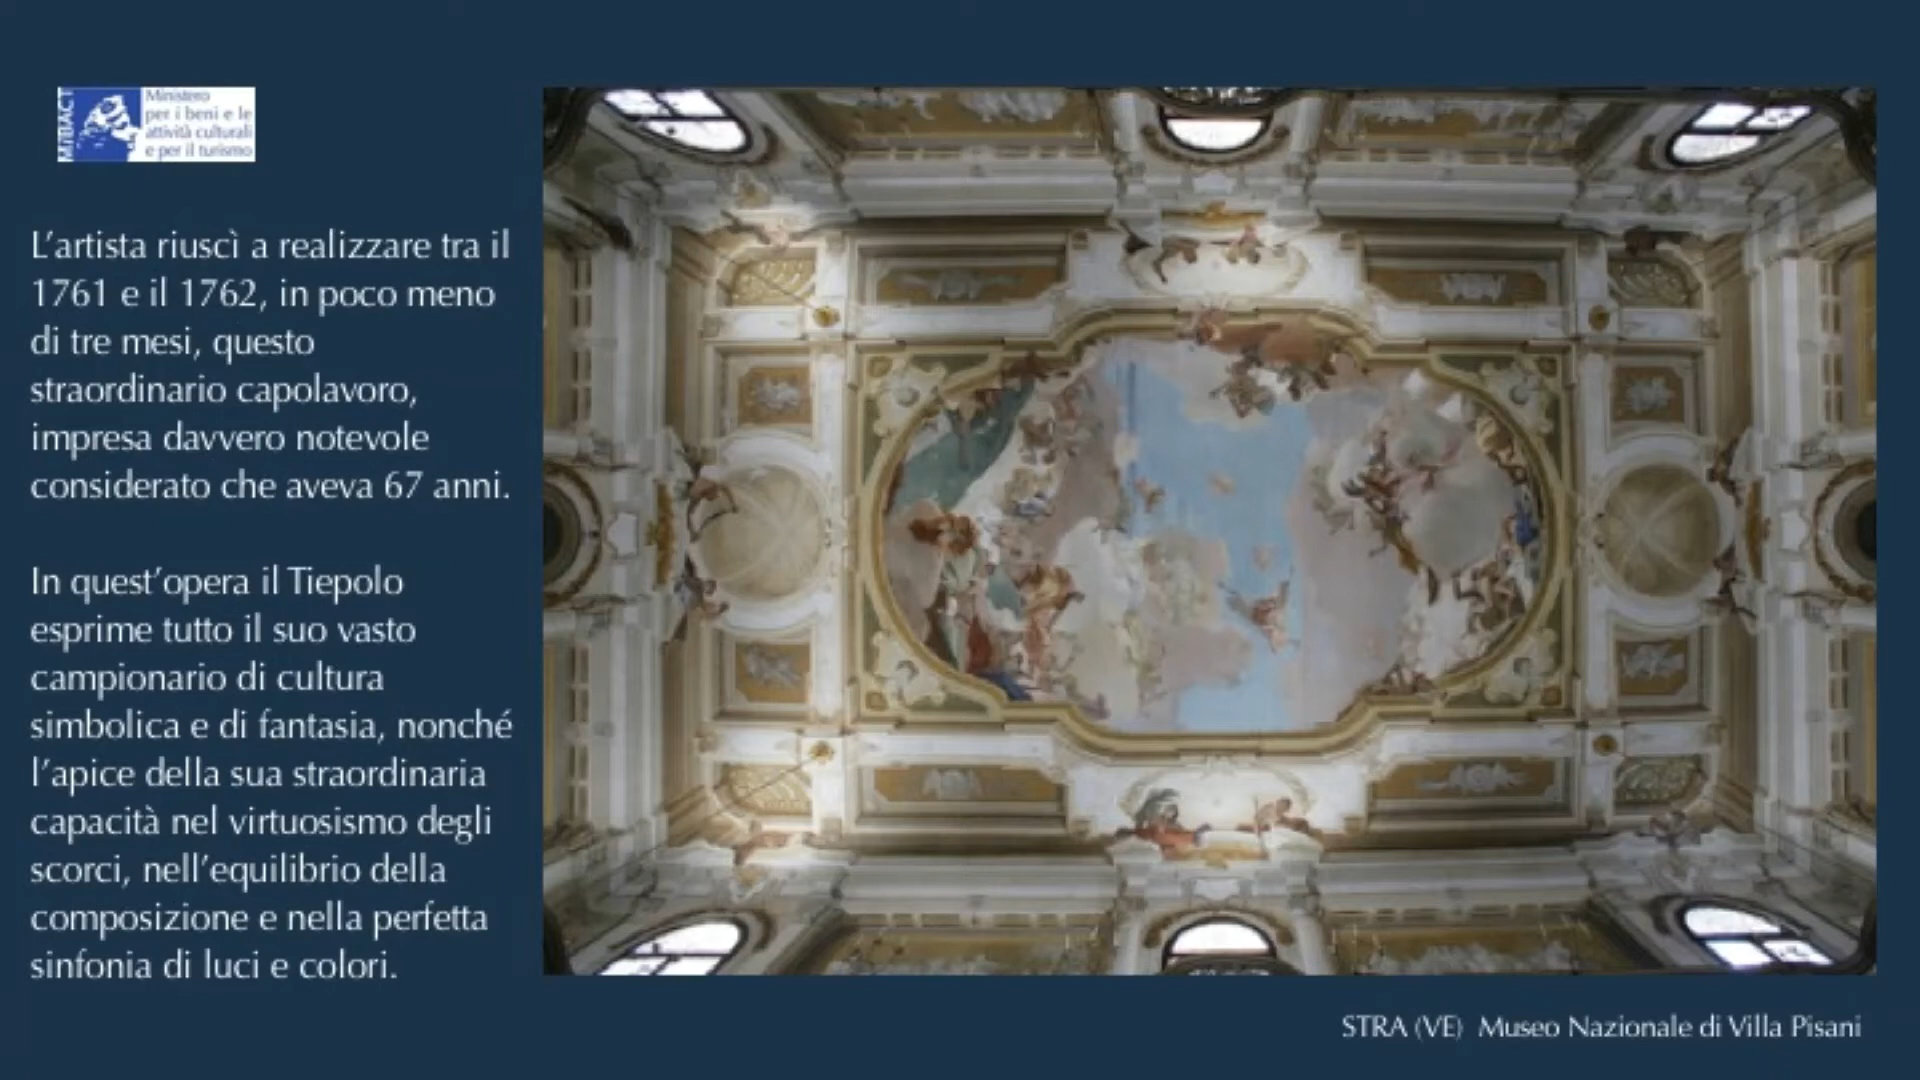 MiBACT
Ministero
per i beni e le
attività culturali
e per il turismo
L'artista riuscì a realizzare tra il
1761 e il 1762, in poco meno
di tre mesi, questo
straordinario capolavoro,
impresa davvero notevole
considerato che aveva 67 anni.
In quest'opera il Tiepolo
esprime tutto il suo vasto
campionario di cultura
simbolica e di fantasia, nonché
l'apice della sua straordinaria
capacità nel virtuosismo degli
scorci, nell'equilibrio della
composizione e nella perfetta
sinfonia di luci e colori.
STRA (VE) Museo Nazionale di Villa Pisani